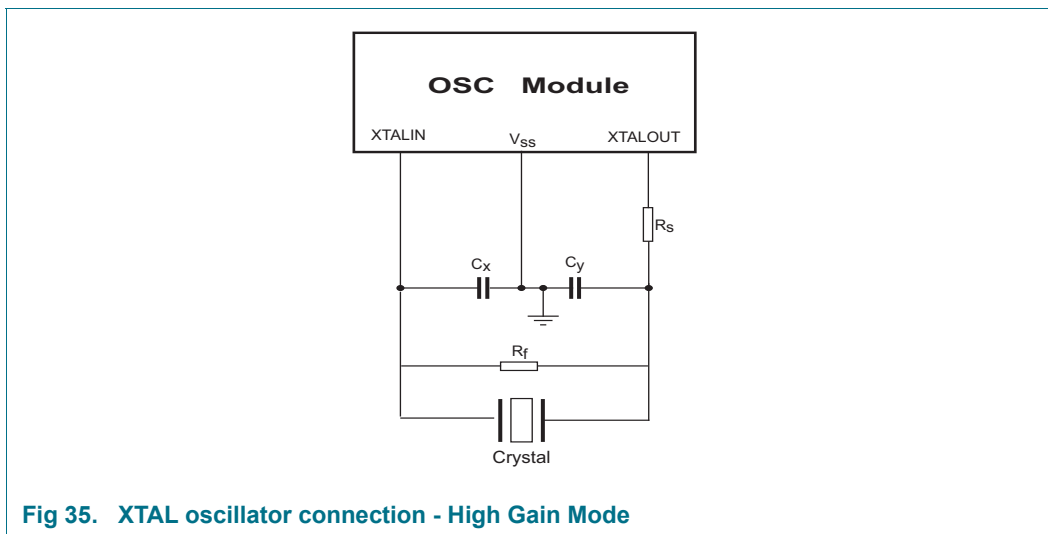 OSC Module
XTALIN
Vss
XTALOUT
Rs
Cx
Cy
Rf
Crystal
Fig 35. XTAL oscillator connection - High Gain Mode